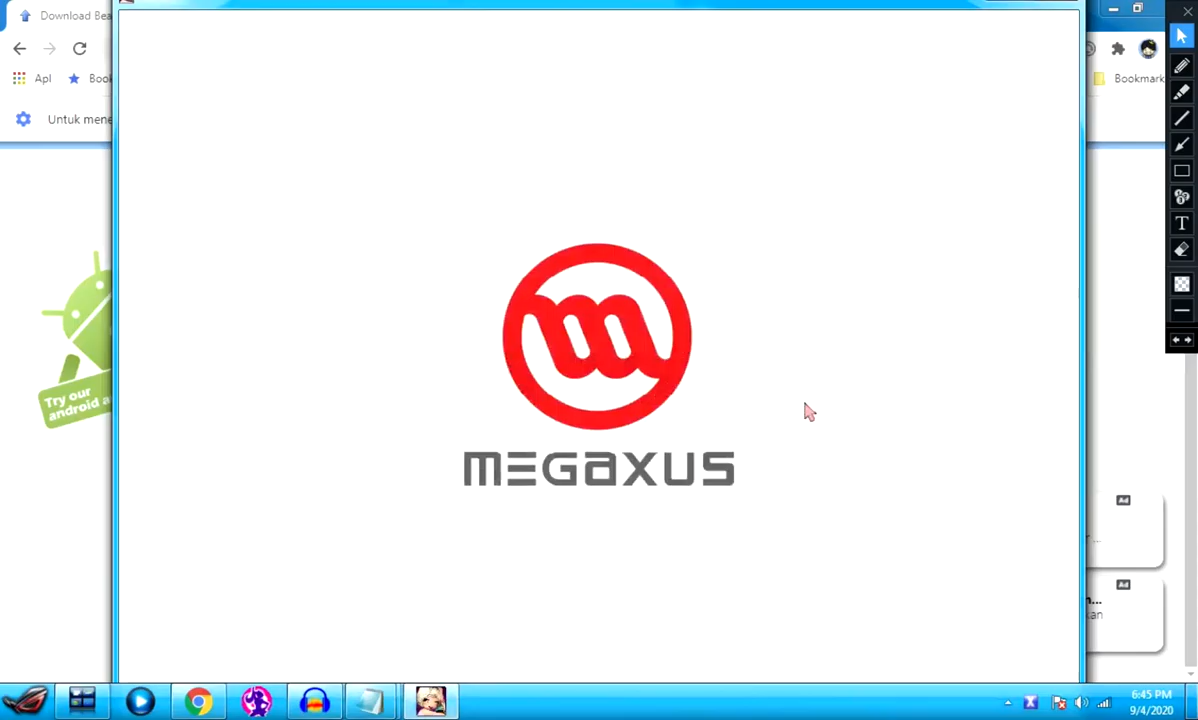 Download Bea
Apl
Book
Bookmark
Untuk mene
Try our
android a
MEGAXUS
Ad
...
Ad
n...
kan
T
6:45 PM
9/4/2020